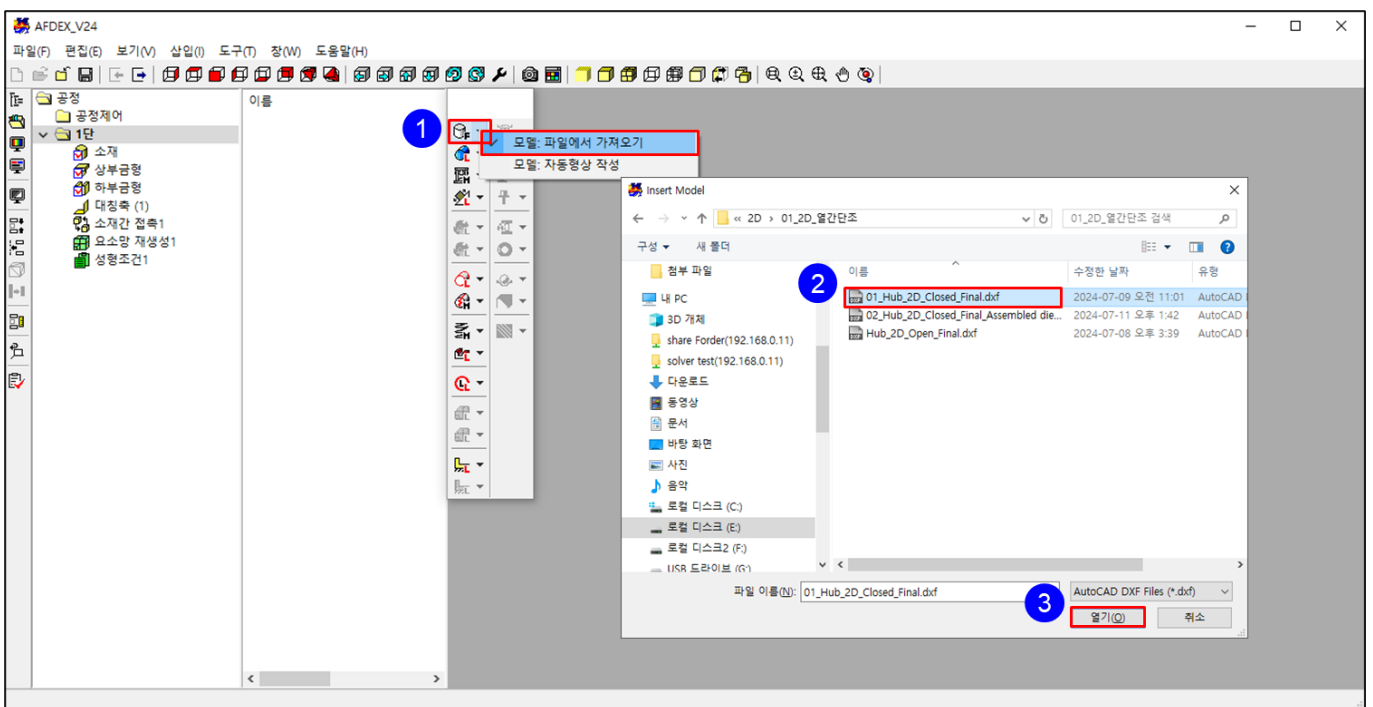 AFDEX_V24
파일(F) 편집(E) 보기(V) 삽입(I) 도구(T) 창(W) 도움말(H)
공정
공정제어
1단
소재
상부금형
하부금형
대칭축 (1)
소재간 접촉1
요소망 재생성1
성형조건1
이름
1
모델: 파일에서 가져오기
모델: 자동형상 작성
Insert Model
« 2D › 01_2D_열간단조
01_2D_열간단조 검색
구성 새 폴더
첨부 파일
내 PC
3D 개체
share Forder(192.168.0.11)
solver test(192.168.0.11)
다운로드
동영상
문서
바탕 화면
사진
음악
로컬 디스크 (C:)
로컬 디스크 (E:)
로컬 디스크2 (F:)
USB 드라이브 (G:)
2
이름 수정한 날짜 유형
01_Hub_2D_Closed_Final.dxf 2024-07-09 오전 11:01 AutoCAD
02_Hub_2D_Closed_Final_Assembled die... 2024-07-11 오후 1:42 AutoCAD
Hub_2D_Open_Final.dxf 2024-07-08 오후 3:39 AutoCAD
파일 이름(N): 01_Hub_2D_Closed_Final.dxf AutoCAD DXF Files (*.dxf)
3
열기(O) 취소